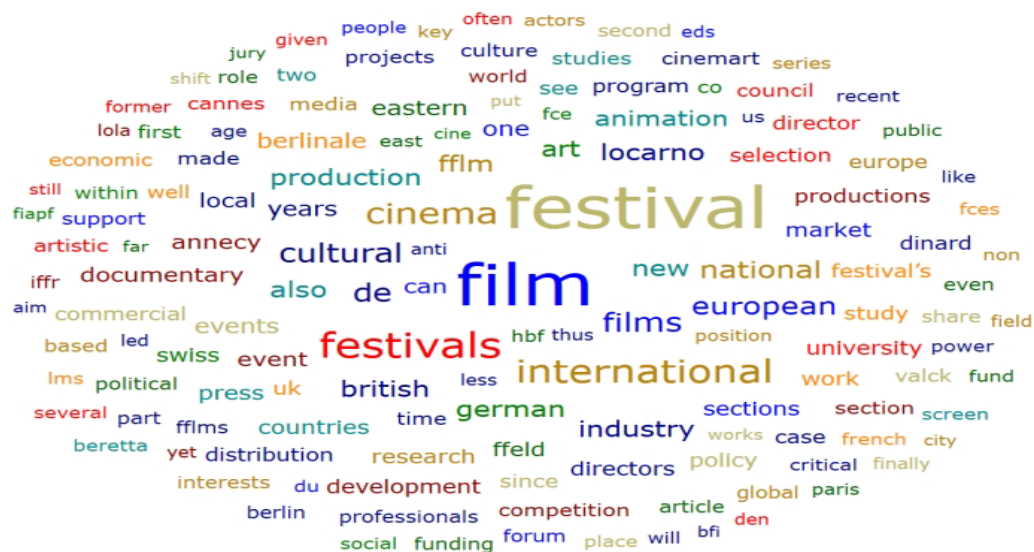 often actors
people key second eds
given
jury projects culture studies cinemart series
shift role two world see program co council recent
former cannes media eastern put fce animation us director public
lola first age berlinale east cine one art locarno selection europe
economic made fflm like
still within well production productions fces
fiapf support local years cinema festival market dinard non
artistic far annecy cultural anti new national festival's even
iffr documentary also de can film european
aim commercial events films study share field
based led swiss event festivals hbf thus position university power
lms political press uk british less international work valck fund
several part fflms countries time german sections section screen
beretta yet distribution research ffeld industry works case french city
interests du development since directors policy critical finally
berlin professionals competition article global paris
social funding forum place will bfi den